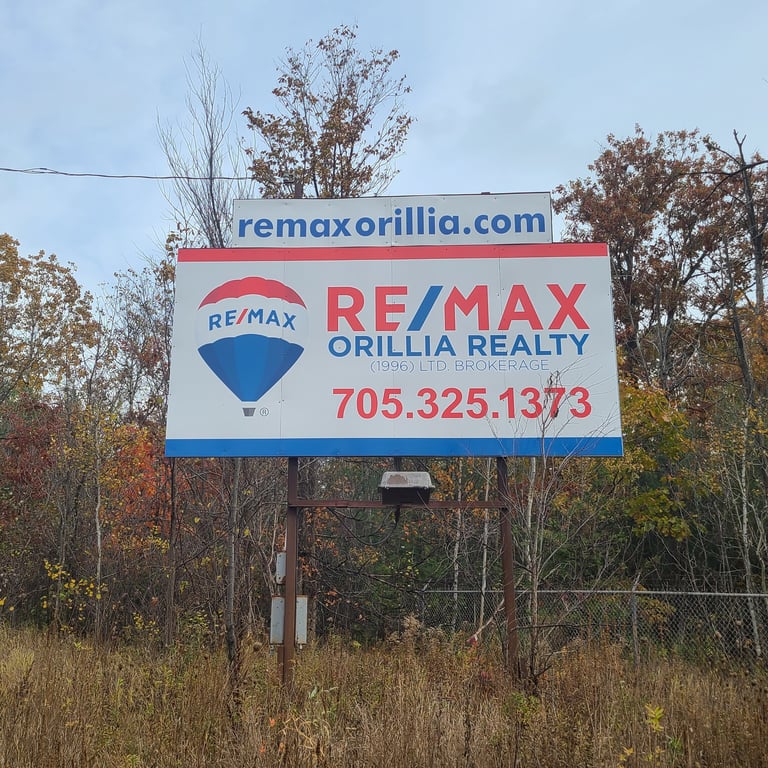 remaxorillia.com
RE/MAX
RE/MAX
ORILLIA REALTY
(1996) LTD. BROKERAGE
705.325.1373
®